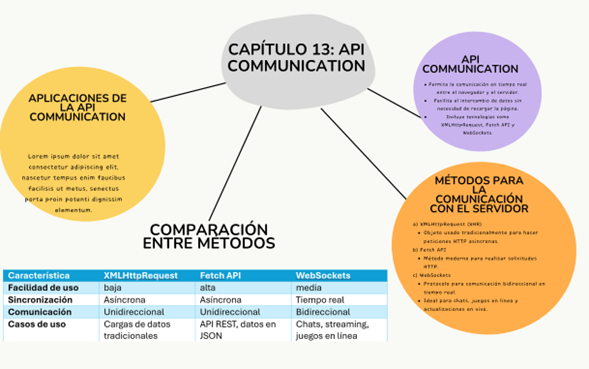 CAPÍTULO 13: API
COMMUNICATION
API
COMMUNICATION
Permite la comunicación en tiempo real
entre el navegador y el servidor.
Facilita el intercambio de datos sin
necesidad de recargar la página.
Incluye tecnologías como
XMLHttpRequest, Fetch API y
WebSockets.
APLICACIONES DE
LA API
COMMUNICATION
Lorem ipsum dolor sit amet
consectetur adipiscing elit,
nascetur tempus enim faucibus
facilisis ut metus, senectus
porta proin potenti dignissim
elementum.
MÉTODOS PARA
LA
COMUNICACIÓN
CON EL SERVIDOR
a) XMLHttpRequest (XHR)
Objeto usado tradicionalmente para hacer
peticiones HTTP asíncronas.
b) Fetch API
Método moderno para realizar solicitudes
HTTP.
c) WebSockets
Protocolo para comunicación bidireccional en
tiempo real.
Ideal para chats, juegos en línea y
actualizaciones en vivo.
COMPARACIÓN
ENTRE METODOS
Característica XMLHttpRequest Fetch API WebSockets
Facilidad de uso baja alta media
Sincronización Asíncrona Asíncrona Tiempo real
Comunicación Unidireccional Unidireccional Bidireccional
Casos de uso Cargas de datos API REST, datos en Chats, streaming,
tradicionales JSON juegos en línea